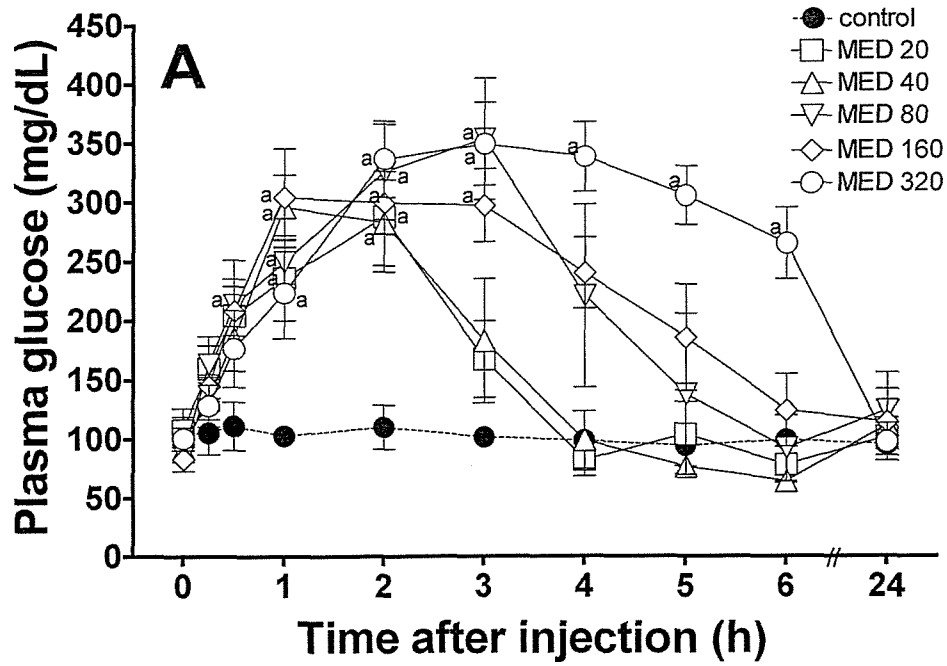 A
control
MED 20
MED 40
MED 80
MED 160
MED 320
Plasma glucose (mg/dL)
450
400
350
300
250
200
150
100
50
0
a a a a
a a a
a a a a a
a a a a
a a a a
0 1 2 3 4 5 6 24
Time after injection (h)